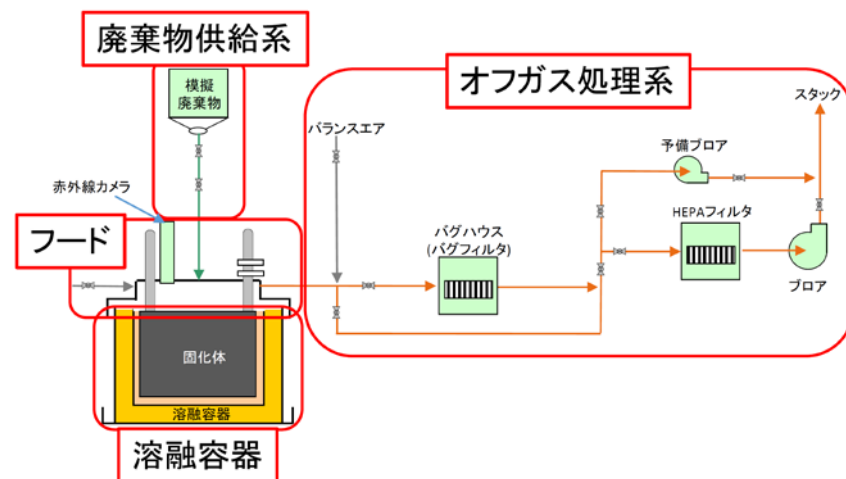 廃棄物供給系
模擬
廃棄物
オフガス処理系
スタック
バランスエア
予備ブロア
赤外線カメラ
フード
バグハウス
(バグフィルタ)
HEPAフィルタ
ブロア
固化体
溶融容器
溶融容器